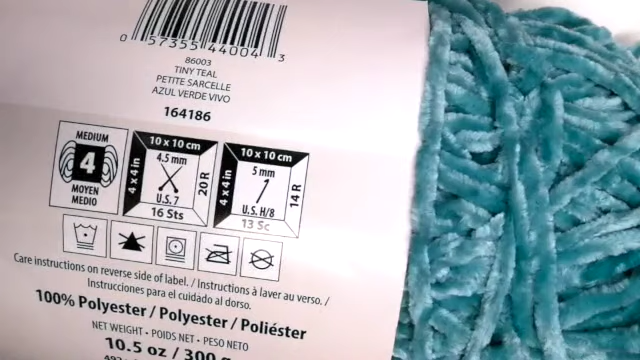 0 57355 44004 3
86003
TINY TEAL
PETITE SARCELLE
AZUL VERDE VIVO
164186
MEDIUM
4
MOYEN
MEDIO
10 x 10 cm
4 x 4 in
4.5 mm
U.S. 7
20 R
16 Sts
10 x 10 cm
4 x 4 in
5 mm
U.S. H/8
14 R
13 Sc
Care instructions on reverse side of label. / Instructions à laver au verso. /
Instrucciones para el cuidado al dorso.
100% Polyester / Polyester / Poliéster
NET WEIGHT • POIDS NET • PESO NETO
10.5 oz / 300 g